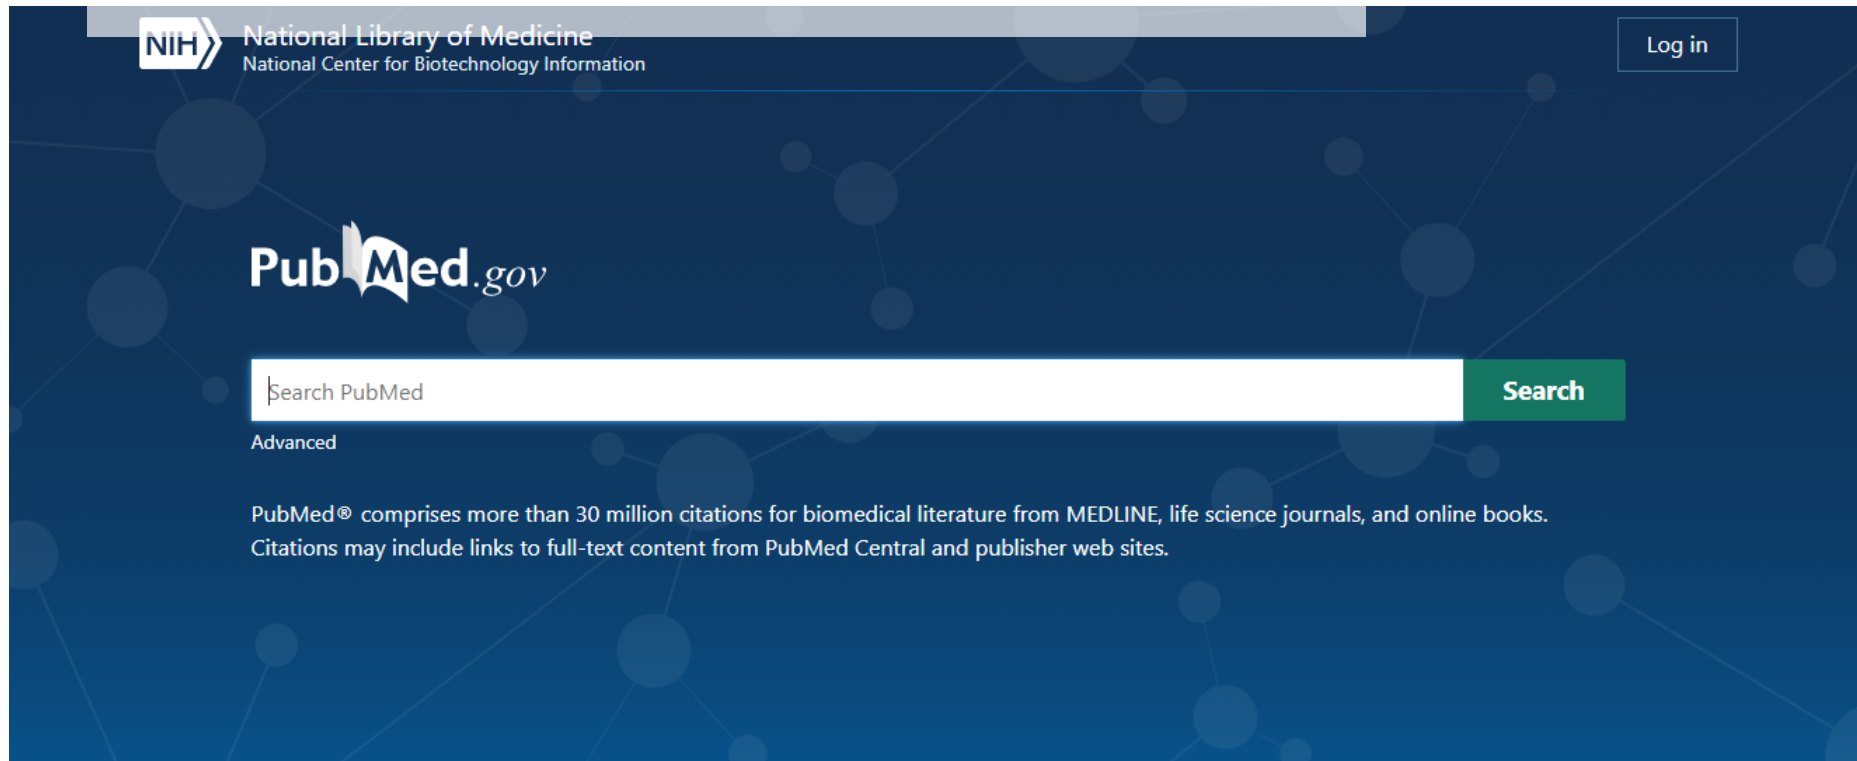 NIH National Library of Medicine
National Center for Biotechnology Information
Log in
PubMed.gov
Search PubMed
Search
Advanced
PubMed® comprises more than 30 million citations for biomedical literature from MEDLINE, life science journals, and online books.
Citations may include links to full-text content from PubMed Central and publisher web sites.